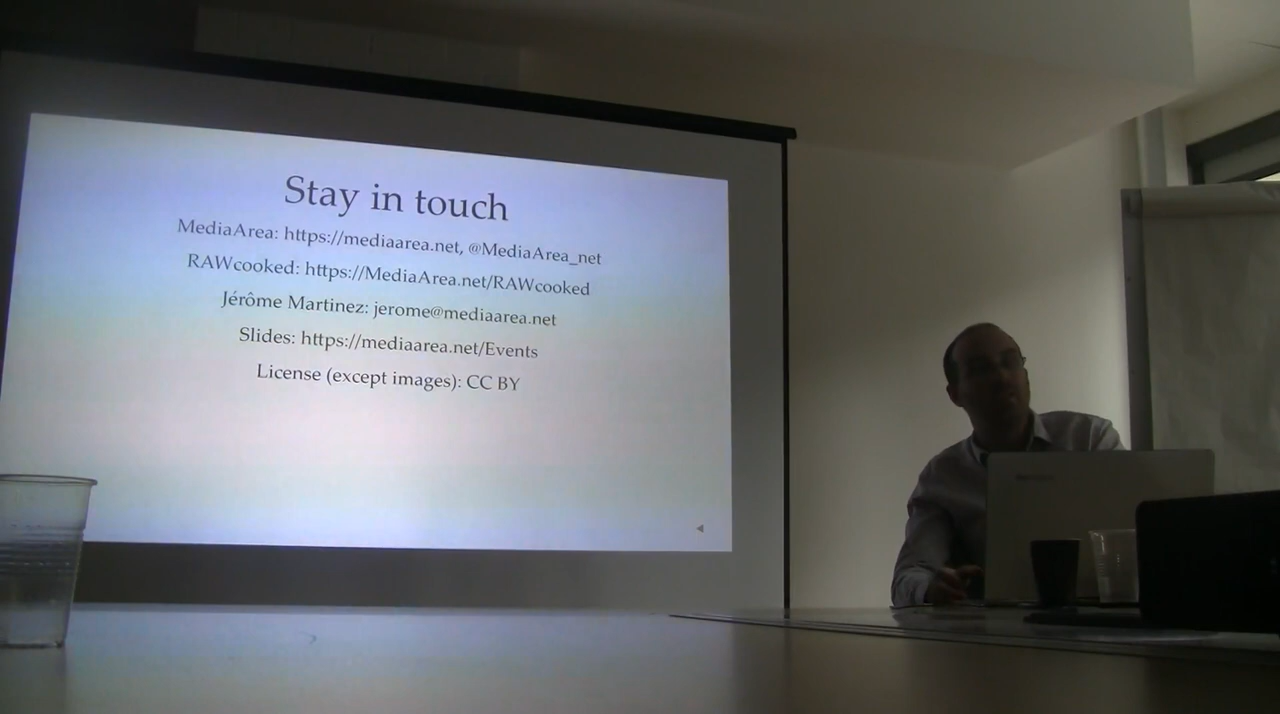 Stay in touch
MediaArea: https://mediaarea.net, @MediaArea_net
RAWcooked: https://MediaArea.net/RAWcooked
Jérôme Martinez: jerome@mediaarea.net
Slides: https://mediaarea.net/Events
License (except images): CC BY